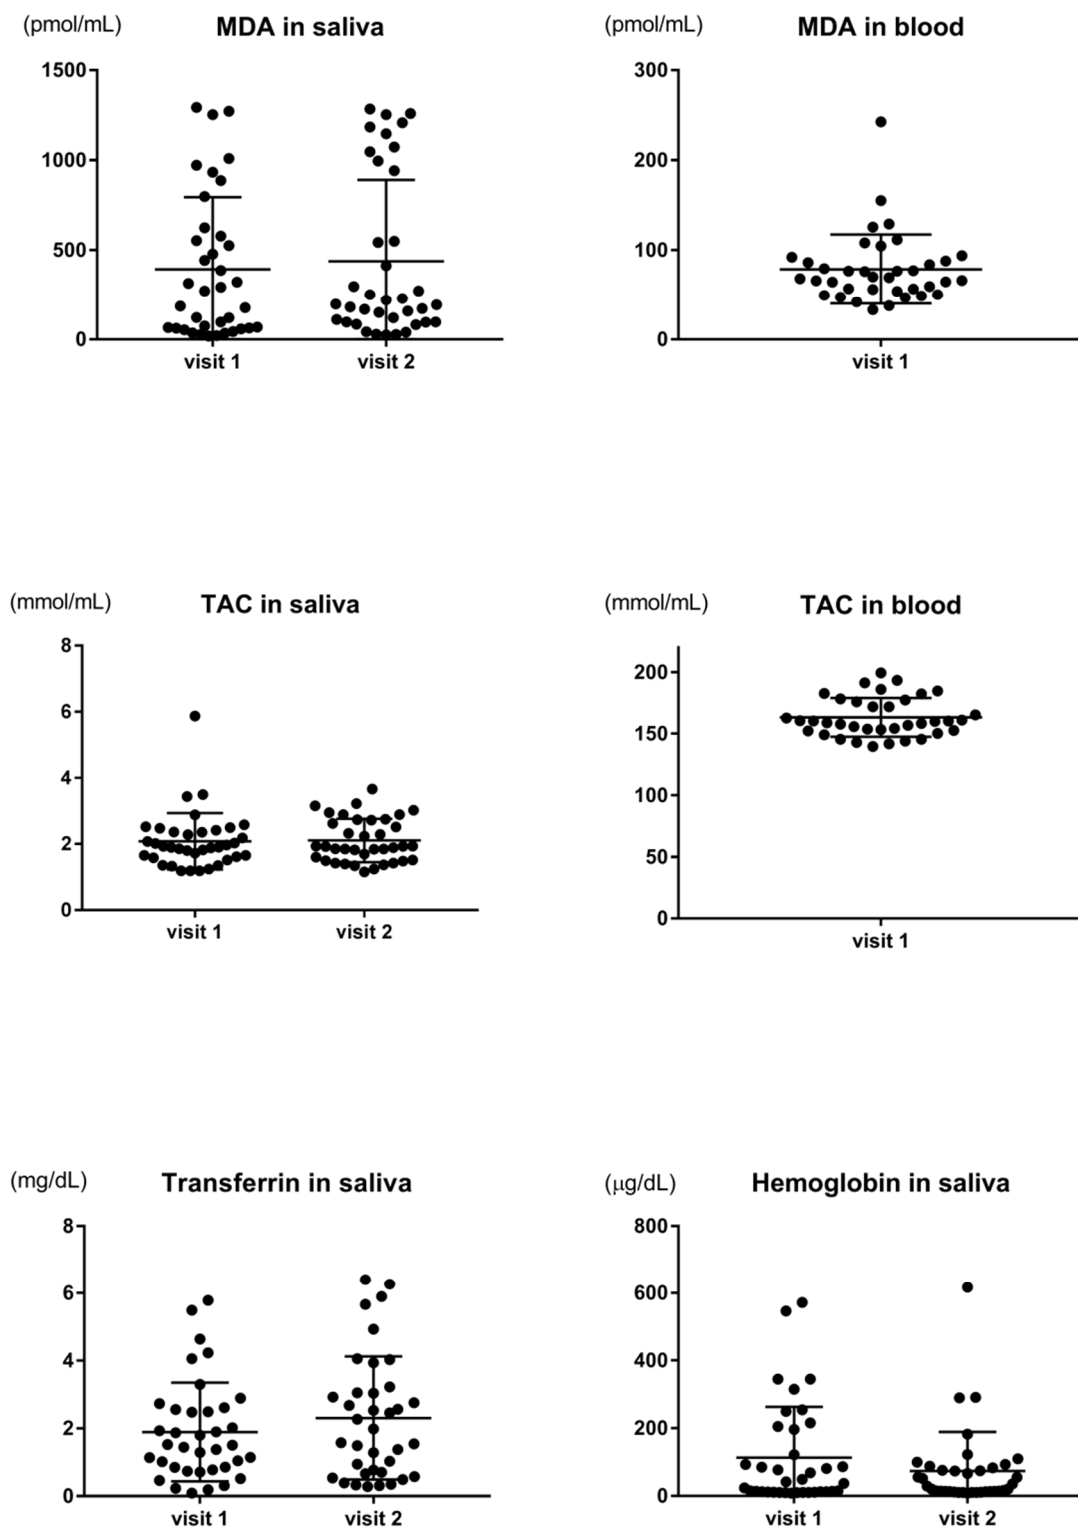 (pmol/mL) MDA in saliva
1500
1000
500
0
visit 1 visit 2
(pmol/mL) MDA in blood
300
200
100
0
visit 1
(mmol/mL) TAC in saliva
8
6
4
2
0
visit 1 visit 2
(mmol/mL) TAC in blood
200
150
100
50
0
visit 1
(mg/dL) Transferrin in saliva
8
6
4
2
0
visit 1 visit 2
(μg/dL) Hemoglobin in saliva
800
600
400
200
0
visit 1 visit 2